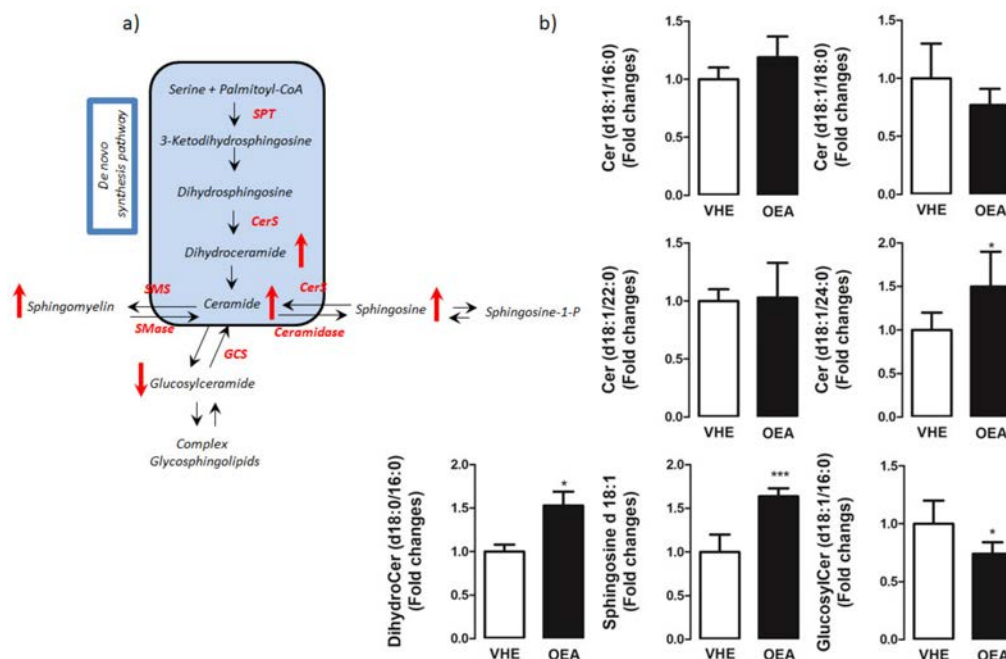 a)
De novo
synthesis pathway
Serine + Palmitoyl-CoA
SPT
3-Ketodihydrosphingosine
Dihydrosphingosine
CerS
Dihydroceramide
SMS
Ceramide
CerS
Sphingomyelin
Sphingosine
Sphingosine-1-P
SMase
Ceramidase
GCS
Glucosylceramide
Complex
Glycosphingolipids
b)
Cer (d18:1/16:0)
(Fold changes)
1.5
1.0
0.5
0.0
VHE
OEA
Cer (d18:1/18:0)
(Fold changes)
1.5
1.0
0.5
0.0
VHE
OEA
Cer (d18:1/22:0)
(Fold changes)
1.5
1.0
0.5
0.0
VHE
OEA
Cer (d18:1/24:0)
(Fold changes)
2.0
1.5
1.0
0.5
0.0
*
VHE
OEA
DihydroCer (d18:0/16:0)
(Fold changes)
2.0
1.5
1.0
0.5
0.0
*
VHE
OEA
Sphingosine d 18:1
(Fold changes)
2.0
1.5
1.0
0.5
0.0
***
VHE
OEA
GlucosylCer (d18:1/16:0)
(Fold changes)
1.5
1.0
0.5
0.0
*
VHE
OEA